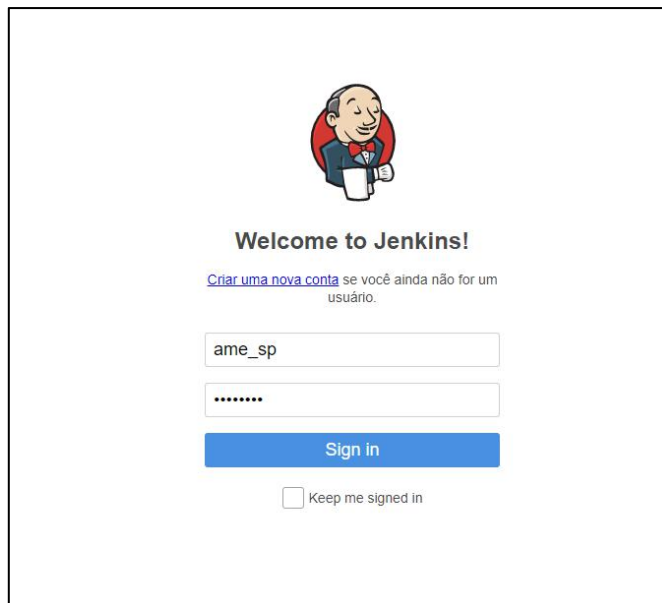 Welcome to Jenkins!
Criar uma nova conta se você ainda não for um
usuário.
ame_sp
••••••••
Sign in
Keep me signed in